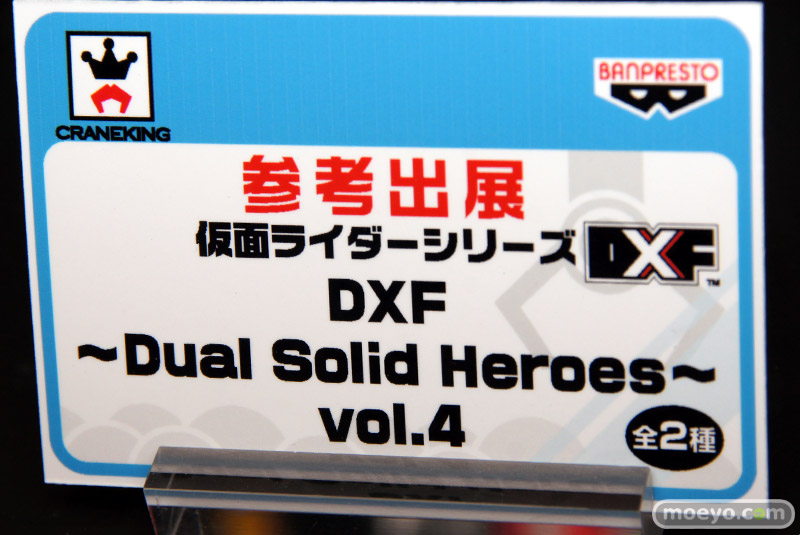 CRANEKING
BANPRESTO
参考出展
仮面ライダーシリーズ DXF TM
DXF
~Dual Solid Heroes~
vol.4
全2種
moeyo.com